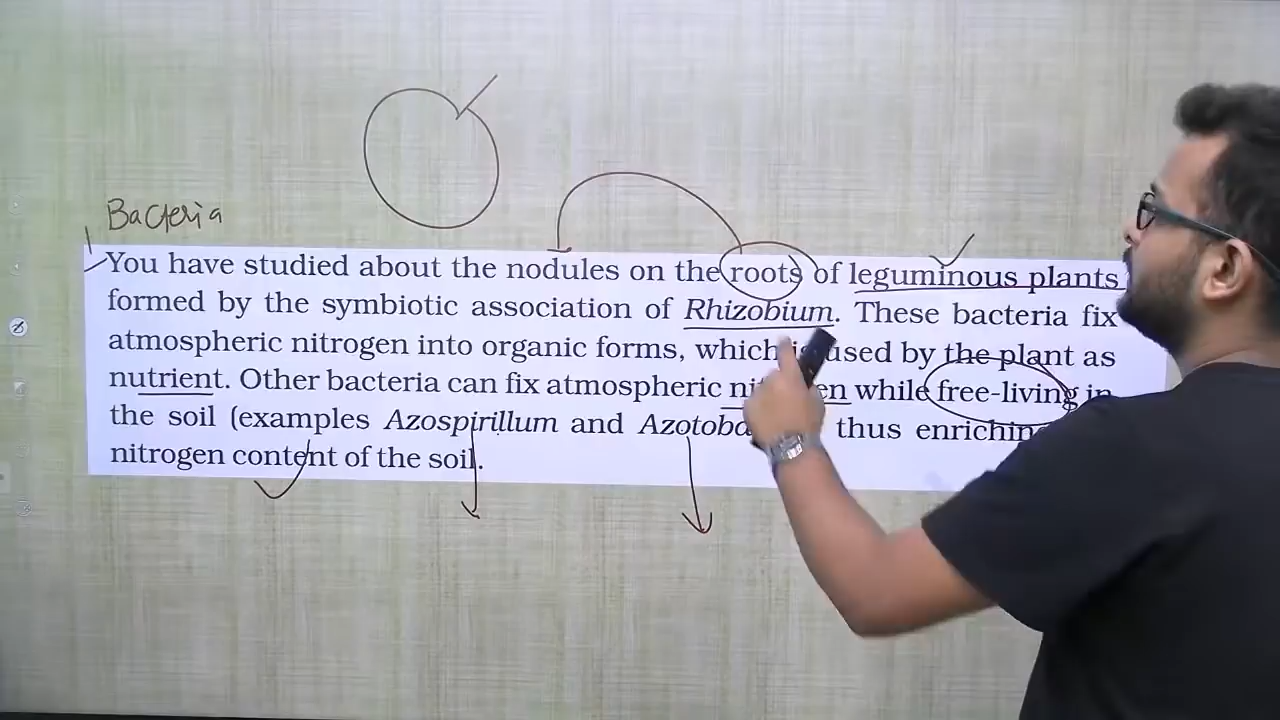 Bacteria
You have studied about the nodules on the roots of leguminous plants
formed by the symbiotic association of Rhizobium. These bacteria fix
atmospheric nitrogen into organic forms, which is used by the plant as
nutrient. Other bacteria can fix atmospheric while free-living in
the soil (examples Azospirillum and thus
nitrogen content of the soil.